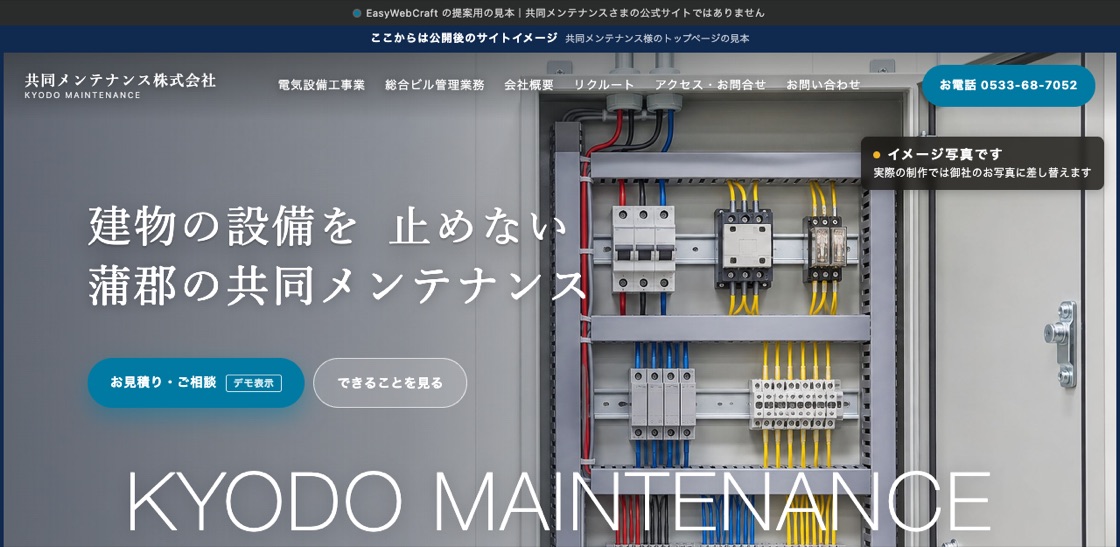 EasyWebCraft の提案用の見本｜共同メンテナンスさまの公式サイトではありません
ここからは公開後のサイトイメージ 共同メンテナンス様のトップページの見本
共同メンテナンス株式会社
KYODO MAINTENANCE
電気設備工事業 総合ビル管理業務 会社概要 リクルート アクセス・お問合せ お問い合わせ
お電話 0533-68-7052
イメージ写真です
実際の制作では御社のお写真に差し替えます
建物の設備を 止めない
蒲郡の共同メンテナンス
お見積り・ご相談 デモ表示
できることを見る
KYODO MAINTENANCE